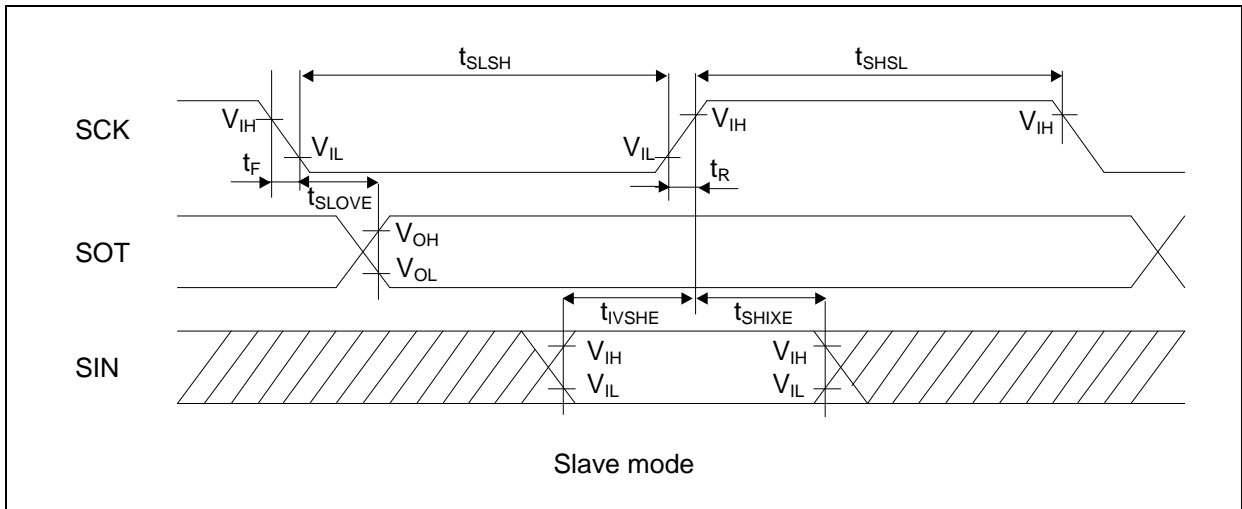 tSLSH
tSHSL
SCK
VIH
VIL
VIL
VIH
VIH
tF
tR
tSLOVE
SOT
VOH
VOL
tIVSHE
tSHIXE
SIN
VIH
VIH
VIL
VIL
Slave mode